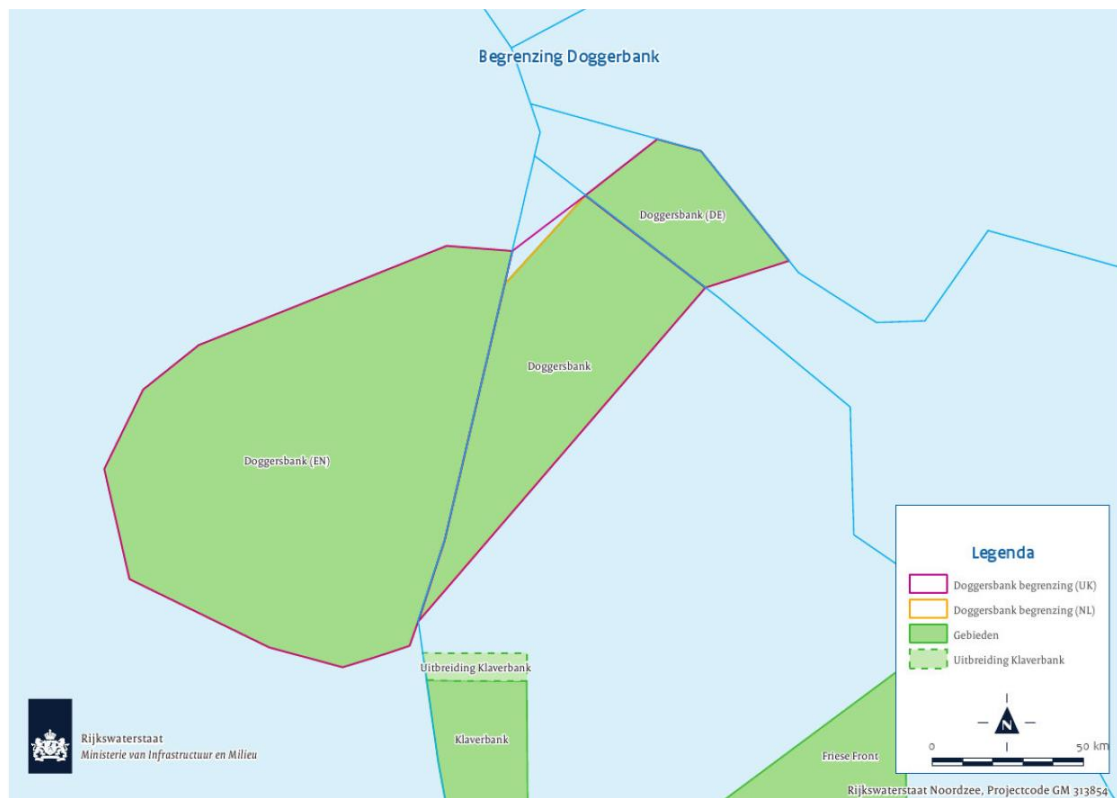 Begrenzing Doggerbank
Doggersbank (DE)
Doggersbank
Doggersbank (EN)
Uitbreiding Klaverbank
Klaverbank
Friese Front
Legenda
Doggersbank begrenzing (UK)
Doggersbank begrenzing (NL)
Gebieden
Uitbreiding Klaverbank
N
0 50 km
Rijkswaterstaat
Ministerie van Infrastructuur en Milieu
Rijkswaterstaat Noordzee, Projectcode GM 313854